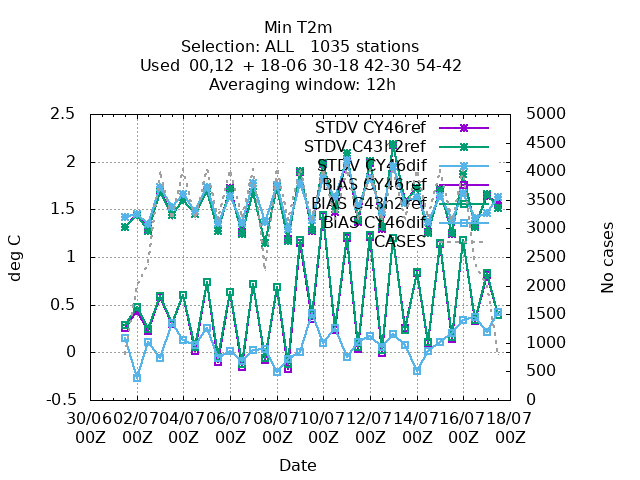 Min T2m
Selection: ALL   1035 stations
Used  00,12  + 18-06 30-18 42-30 54-42
Averaging window: 12h
2.5
2
1.5
1
0.5
0
-0.5
deg C
5000
4500
4000
3500
3000
2500
2000
1500
1000
500
0
No cases
STDV CY46ref
STDV C43h2ref
STDV CY46dif
BIAS CY46ref
BIAS C43h2ref
BIAS CY46dif
CASES
30/06 02/07 04/07 06/07 08/07 10/07 12/07 14/07 16/07 18/07
00Z 00Z 00Z 00Z 00Z 00Z 00Z 00Z 00Z 00Z
Date